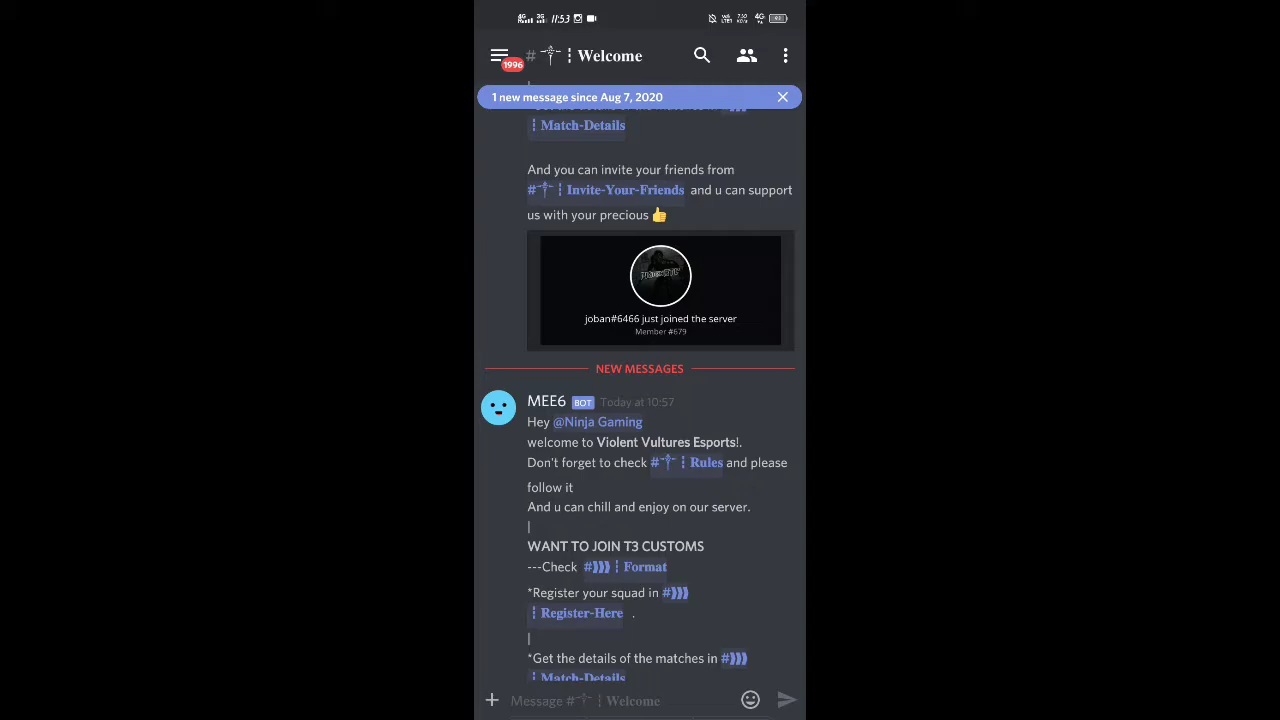 4G 3G 11:53 4G 93
1996 # ┆ Welcome
1 new message since Aug 7, 2020
┆ Match-Details
And you can invite your friends from
# ┆ Invite-Your-Friends and u can support
us with your precious 👍
joban#6466 just joined the server
Member #679
NEW MESSAGES
MEE6 BOT Today at 10:57
Hey @Ninja Gaming
welcome to Violent Vultures Esports!.
Don't forget to check # ┆ Rules and please
follow it
And u can chill and enjoy on our server.
|
WANT TO JOIN T3 CUSTOMS
---Check #⟫⟫ ┆ Format
*Register your squad in #⟫⟫
┆ Register-Here .
|
*Get the details of the matches in #⟫⟫
┆ Match-Details
Message # ┆ Welcome